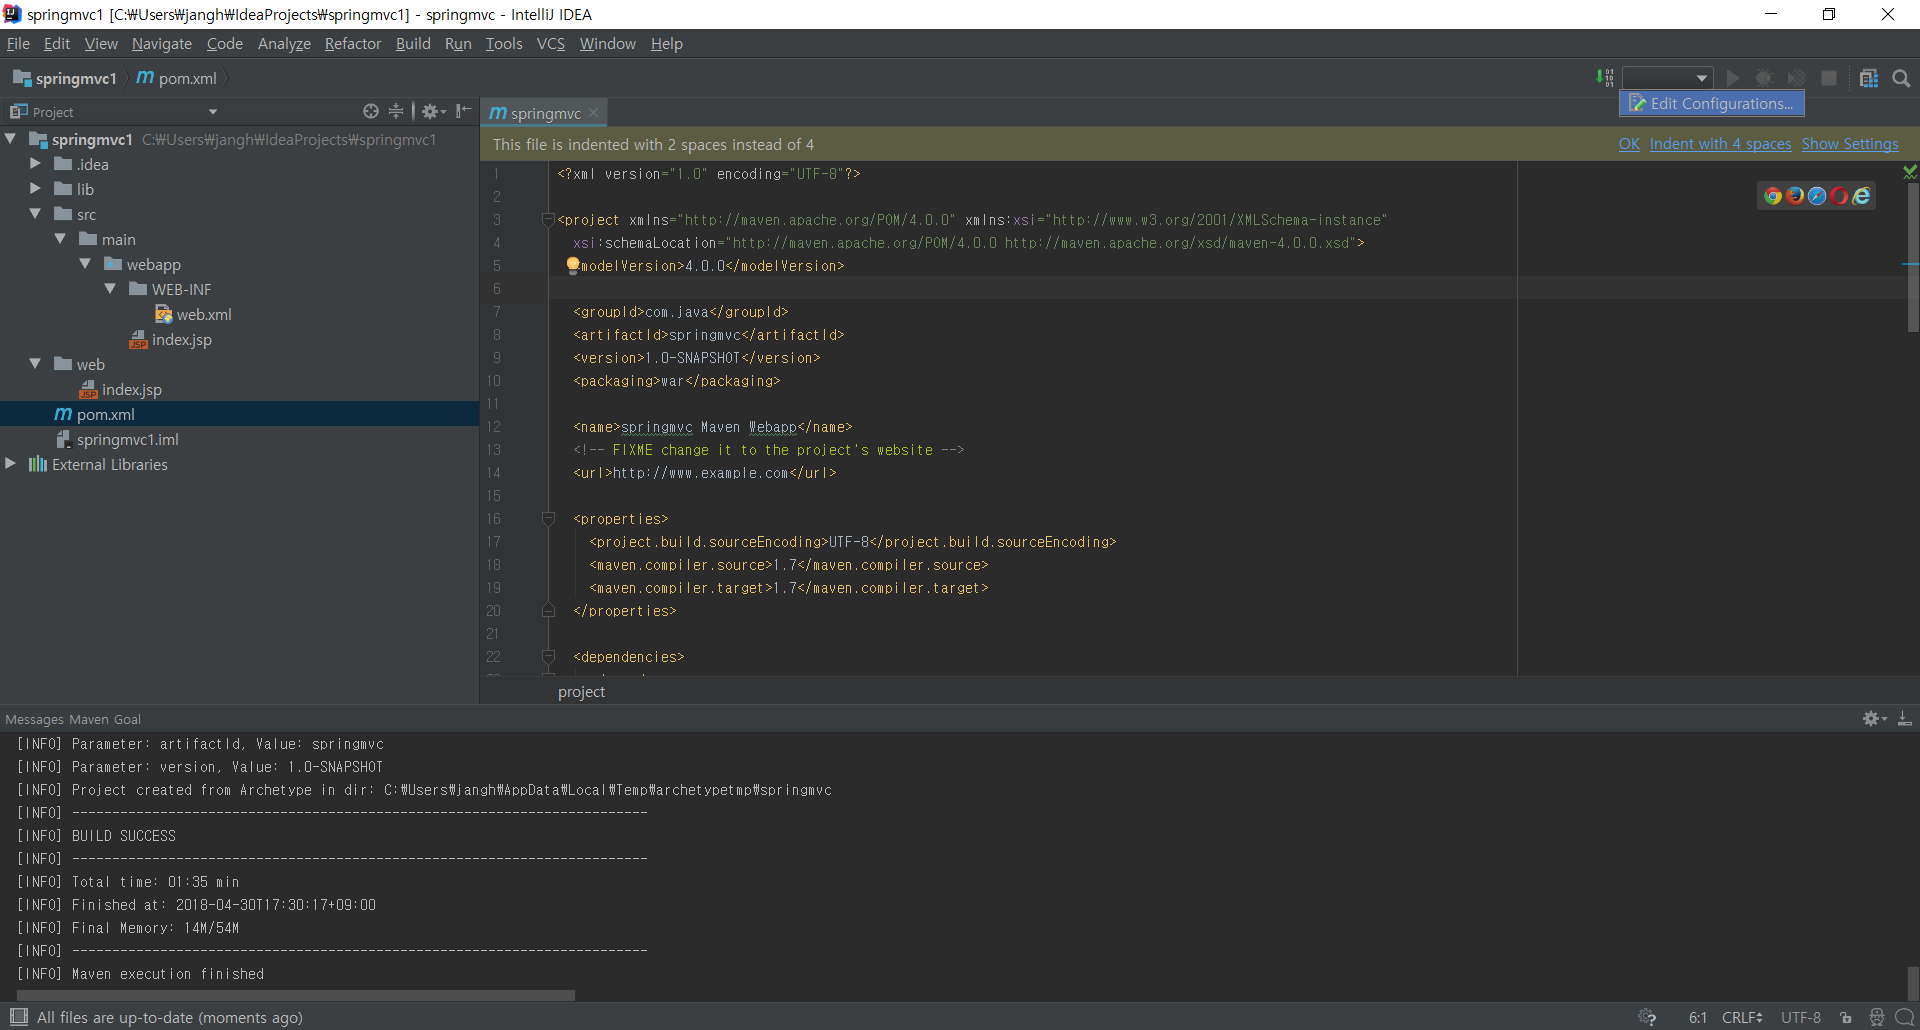 springmvc1 [C:₩Users₩jangh₩IdeaProjects₩springmvc1] - springmvc - IntelliJ IDEA
File Edit View Navigate Code Analyze Refactor Build Run Tools VCS Window Help
springmvc1 pom.xml
Edit Configurations...
Project
springmvc1 C:₩Users₩jangh₩IdeaProjects₩springmvc1
.idea
lib
src
main
webapp
WEB-INF
web.xml
index.jsp
web
index.jsp
pom.xml
springmvc1.iml
External Libraries
springmvc
This file is indented with 2 spaces instead of 4 OK Indent with 4 spaces Show Settings
1 <?xml version="1.0" encoding="UTF-8"?>
2
3 <project xmlns="http://maven.apache.org/POM/4.0.0" xmlns:xsi="http://www.w3.org/2001/XMLSchema-instance"
4 xsi:schemaLocation="http://maven.apache.org/POM/4.0.0 http://maven.apache.org/xsd/maven-4.0.0.xsd">
5 modelVersion>4.0.0</modelVersion>
6
7 <groupId>com.java</groupId>
8 <artifactId>springmvc</artifactId>
9 <version>1.0-SNAPSHOT</version>
10 <packaging>war</packaging>
11
12 <name>springmvc Maven Webapp</name>
13 <!-- FIXME change it to the project's website -->
14 <url>http://www.example.com</url>
15
16 <properties>
17 <project.build.sourceEncoding>UTF-8</project.build.sourceEncoding>
18 <maven.compiler.source>1.7</maven.compiler.source>
19 <maven.compiler.target>1.7</maven.compiler.target>
20 </properties>
21
22 <dependencies>
project
Messages Maven Goal
[INFO] Parameter: artifactId, Value: springmvc
[INFO] Parameter: version, Value: 1.0-SNAPSHOT
[INFO] Project created from Archetype in dir: C:₩Users₩jangh₩AppData₩Local₩Temp₩archetypetmp₩springmvc
[INFO] ------------------------------------------------------------------------
[INFO] BUILD SUCCESS
[INFO] ------------------------------------------------------------------------
[INFO] Total time: 01:35 min
[INFO] Finished at: 2018-04-30T17:30:17+09:00
[INFO] Final Memory: 14M/54M
[INFO] ------------------------------------------------------------------------
[INFO] Maven execution finished
All files are up-to-date (moments ago) 6:1 CRLF UTF-8